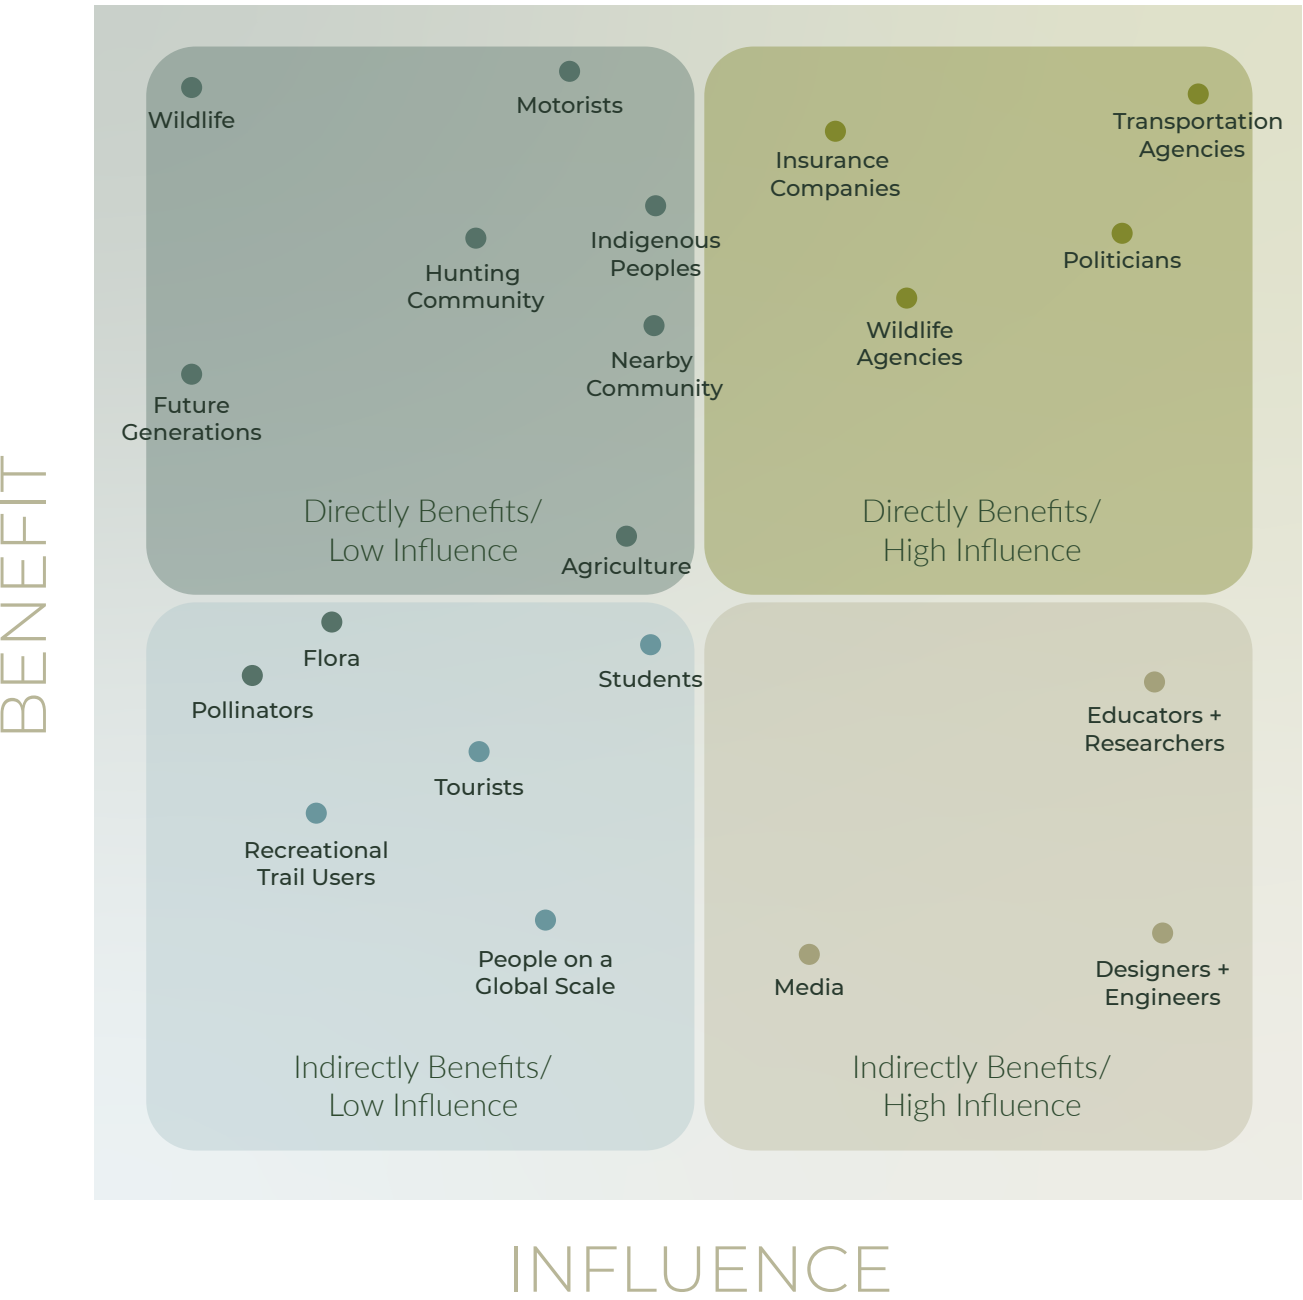 Wildlife
Motorists
Indigenous
Peoples
Hunting
Community
Nearby
Community
Future
Generations
Agriculture
Directly Benefits/
Low Influence
Transportation
Agencies
Insurance
Companies
Politicians
Wildlife
Agencies
Directly Benefits/
High Influence
Flora
Students
Pollinators
Tourists
Recreational
Trail Users
People on a
Global Scale
Indirectly Benefits/
Low Influence
Educators +
Researchers
Media
Designers +
Engineers
Indirectly Benefits/
High Influence
BENEFIT
INFLUENCE